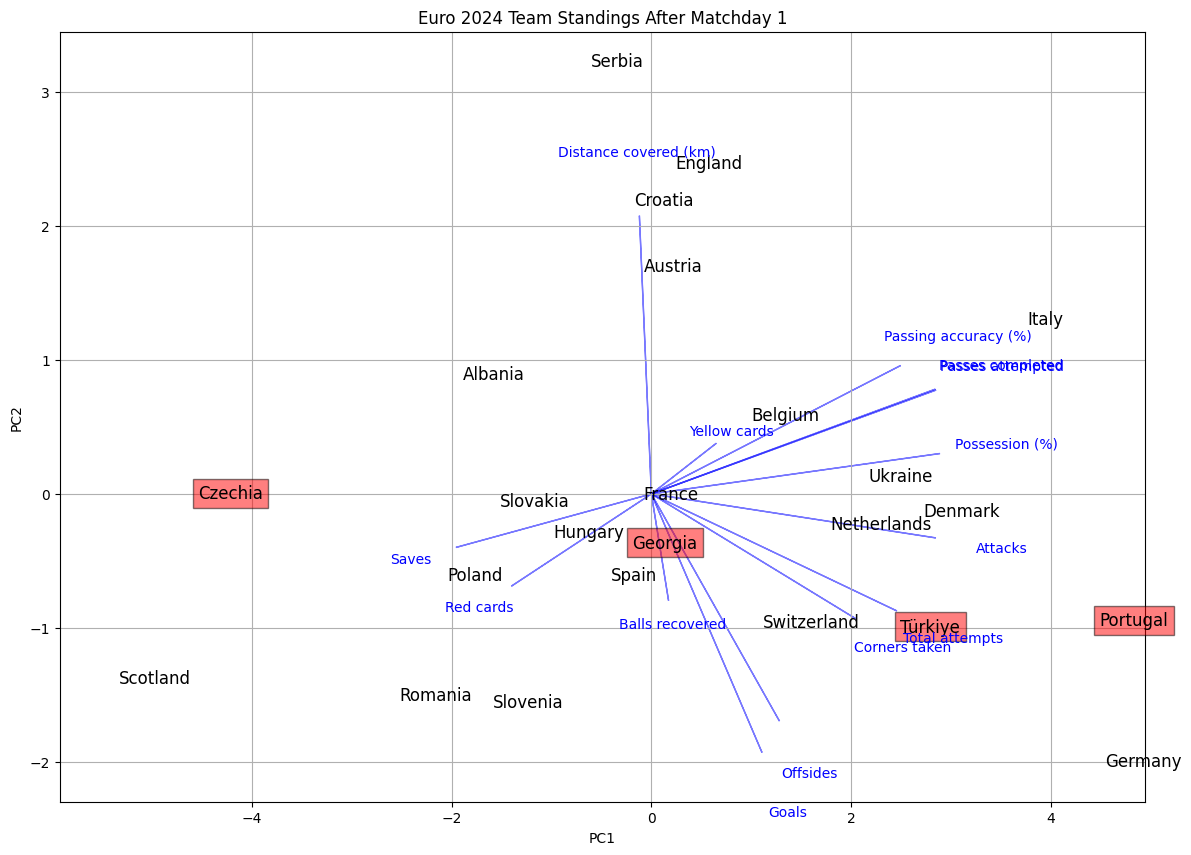 Euro 2024 Team Standings After Matchday 1
Serbia
3
Distance covered (km)
England
Croatia
2
Austria
Italy
Passing accuracy (%)
Passes completed
Passes attempted
1
Albania
Belgium
Yellow cards
Possession (%)
PC2
Ukraine
0
Czechia
Slovakia
France
Denmark
Netherlands
Hungary
Georgia
Attacks
Saves
Poland
Spain
Red cards
Balls recovered
Switzerland
−1
Türkiye
Portugal
Total attempts
Corners taken
Scotland
Romania
Slovenia
−2
Offsides
Germany
Goals
−4
−2
0
2
4
PC1